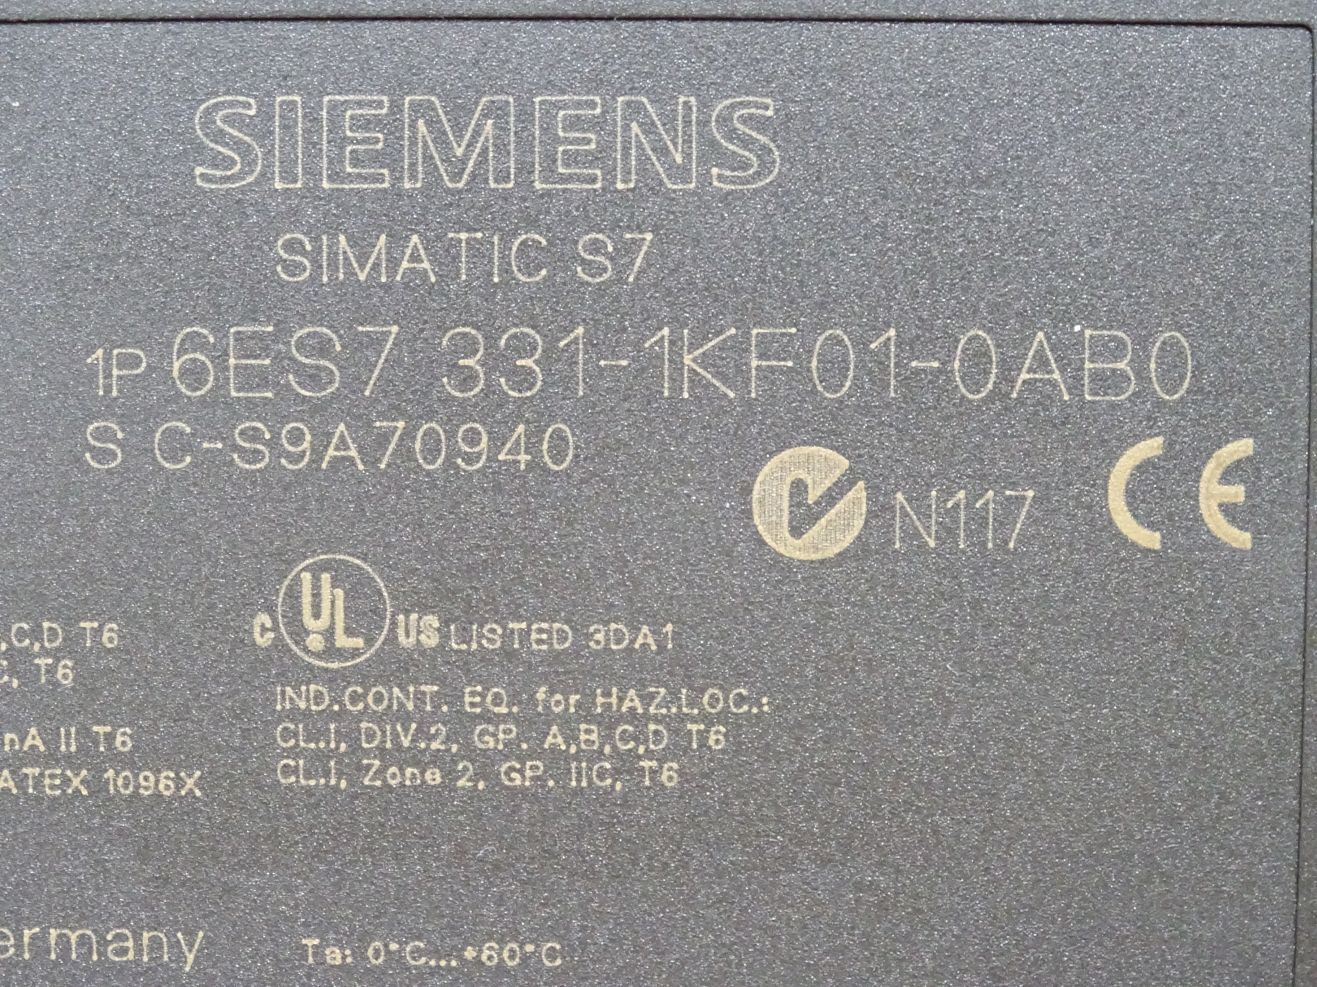 SIEMENS
SIMATIC S7
1P 6ES7 331-1KF01-0AB0
S C-S9A70940
N117 CE
C UL US LISTED 3DA1
,C,D T6
C, T6
IND.CONT. EQ. for HAZ.LOC.:
nA II T6
CL.I, DIV.2, GP. A,B,C,D T6
ATEX 1096X
CL.I, Zone 2, GP. IIC, T6
ermany
Ta: 0°C...+60°C